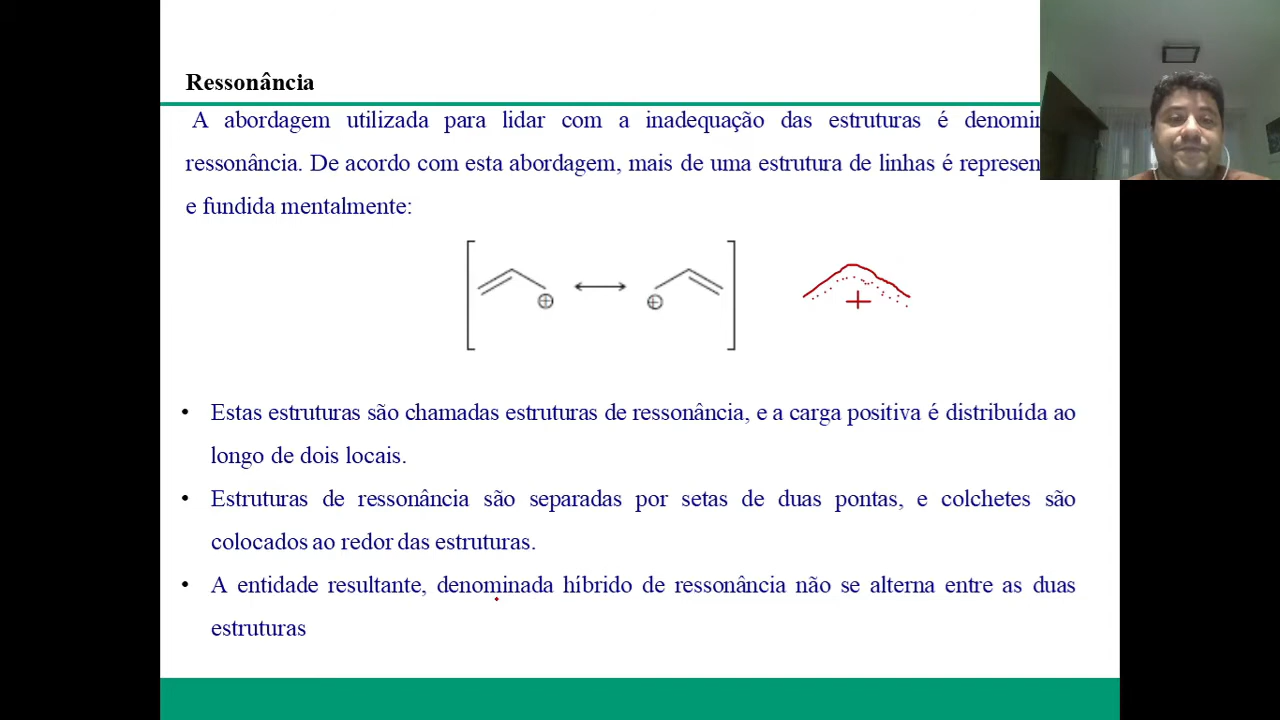 Ressonância
A abordagem utilizada para lidar com a inadequação das estruturas é
ressonância. De acordo com esta abordagem, mais de uma estrutura de linhas é
e fundida mentalmente:
+
• Estas estruturas são chamadas estruturas de ressonância, e a carga positiva é distribuída ao
longo de dois locais.
• Estruturas de ressonância são separadas por setas de duas pontas, e colchetes são
colocados ao redor das estruturas.
• A entidade resultante, denominada híbrido de ressonância não se alterna entre as duas
estruturas